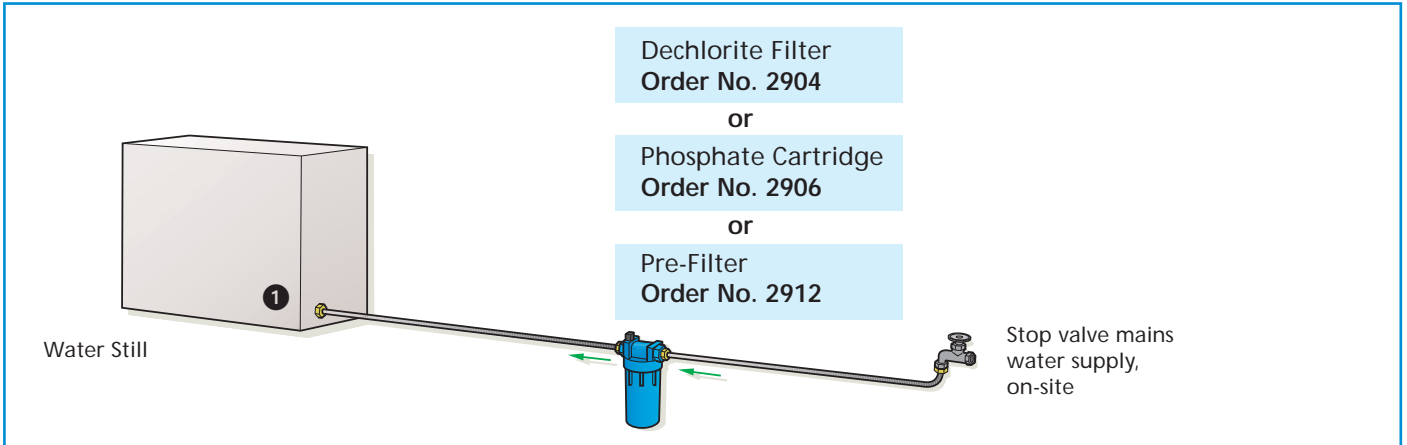 Dechlorite Filter
Order No. 2904
or
Phosphate Cartridge
Order No. 2906
or
Pre-Filter
Order No. 2912
1
Water Still
Stop valve mains
water supply,
on-site